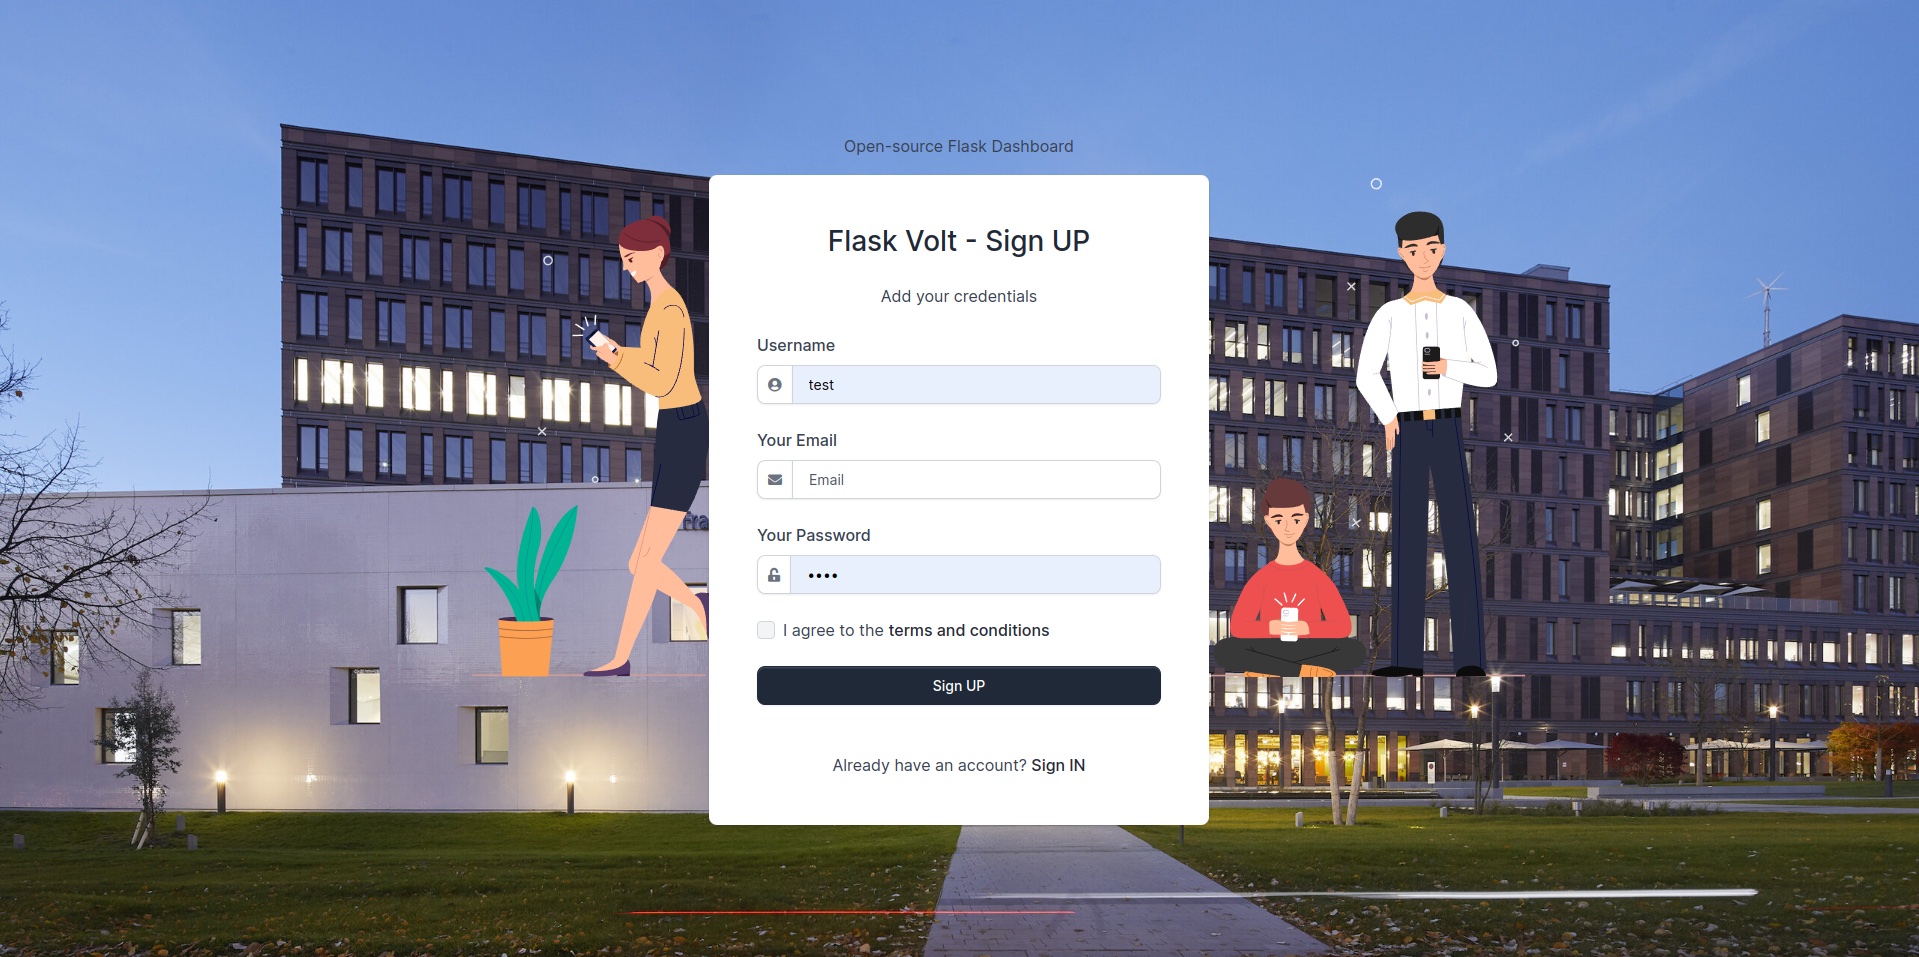 Open-source Flask Dashboard
Flask Volt - Sign UP
Add your credentials
Username
test
Your Email
Email
Your Password
••••
I agree to the terms and conditions
Sign UP
Already have an account? Sign IN